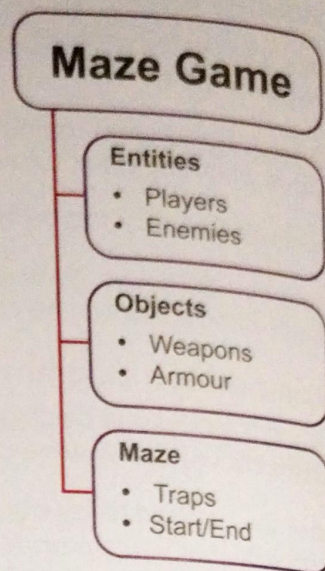 Maze Game
Entities
• Players
• Enemies
Objects
• Weapons
• Armour
Maze
• Traps
• Start/End